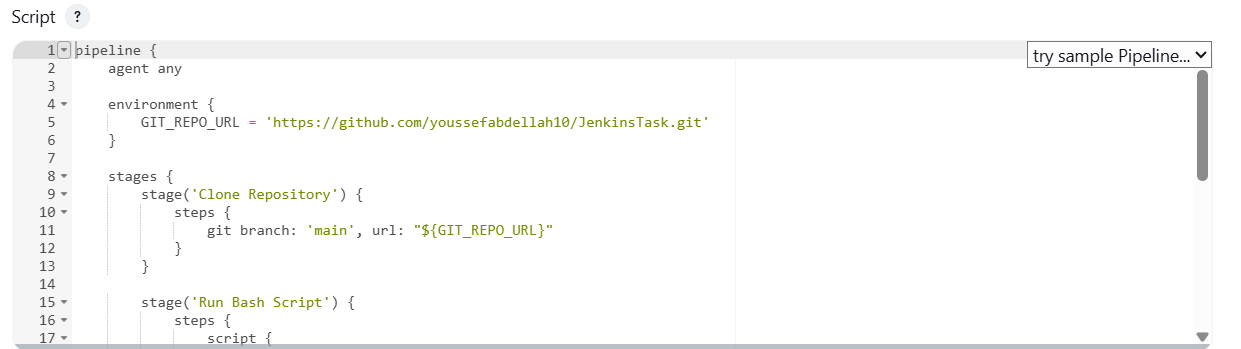 Script ?
try sample Pipeline...
1 pipeline {
2     agent any
3
4     environment {
5         GIT_REPO_URL = 'https://github.com/youssefabdellah10/JenkinsTask.git'
6     }
7
8     stages {
9         stage('Clone Repository') {
10             steps {
11                 git branch: 'main', url: "${GIT_REPO_URL}"
12             }
13         }
14
15         stage('Run Bash Script') {
16             steps {
17                 script {